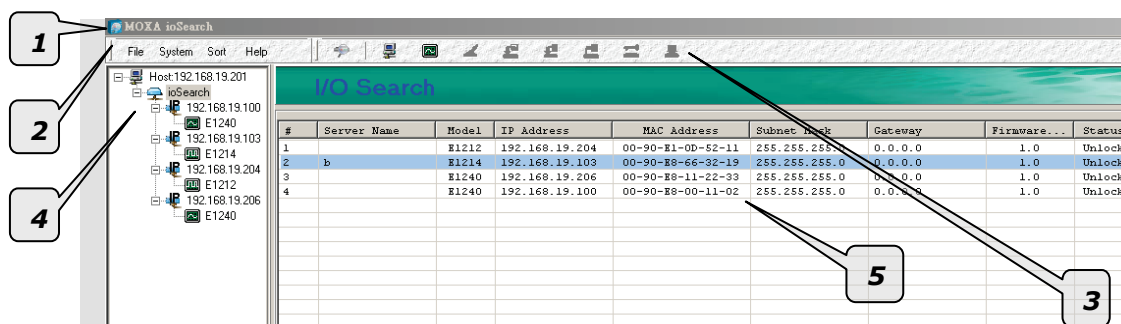 MOXA ioSearch
File System Sort Help
Host:192.168.19.201
ioSearch
192.168.19.100
E1240
192.168.19.103
E1214
192.168.19.204
E1212
192.168.19.206
E1240
I/O Search
# Server Name Model IP Address MAC Address Subnet Mask Gateway Firmware... Status
1 E1212 192.168.19.204 00-90-E1-0D-52-11 255.255.255.0 0.0.0.0 1.0 Unlock
2 b E1214 192.168.19.103 00-90-E8-66-32-19 255.255.255.0 0.0.0.0 1.0 Unlock
3 E1240 192.168.19.206 00-90-E8-11-22-33 255.255.255.0 0.0.0.0 1.0 Unlock
4 E1240 192.168.19.100 00-90-E8-00-11-02 255.255.255.0 0.0.0.0 1.0 Unlock
1
2
4
5
3